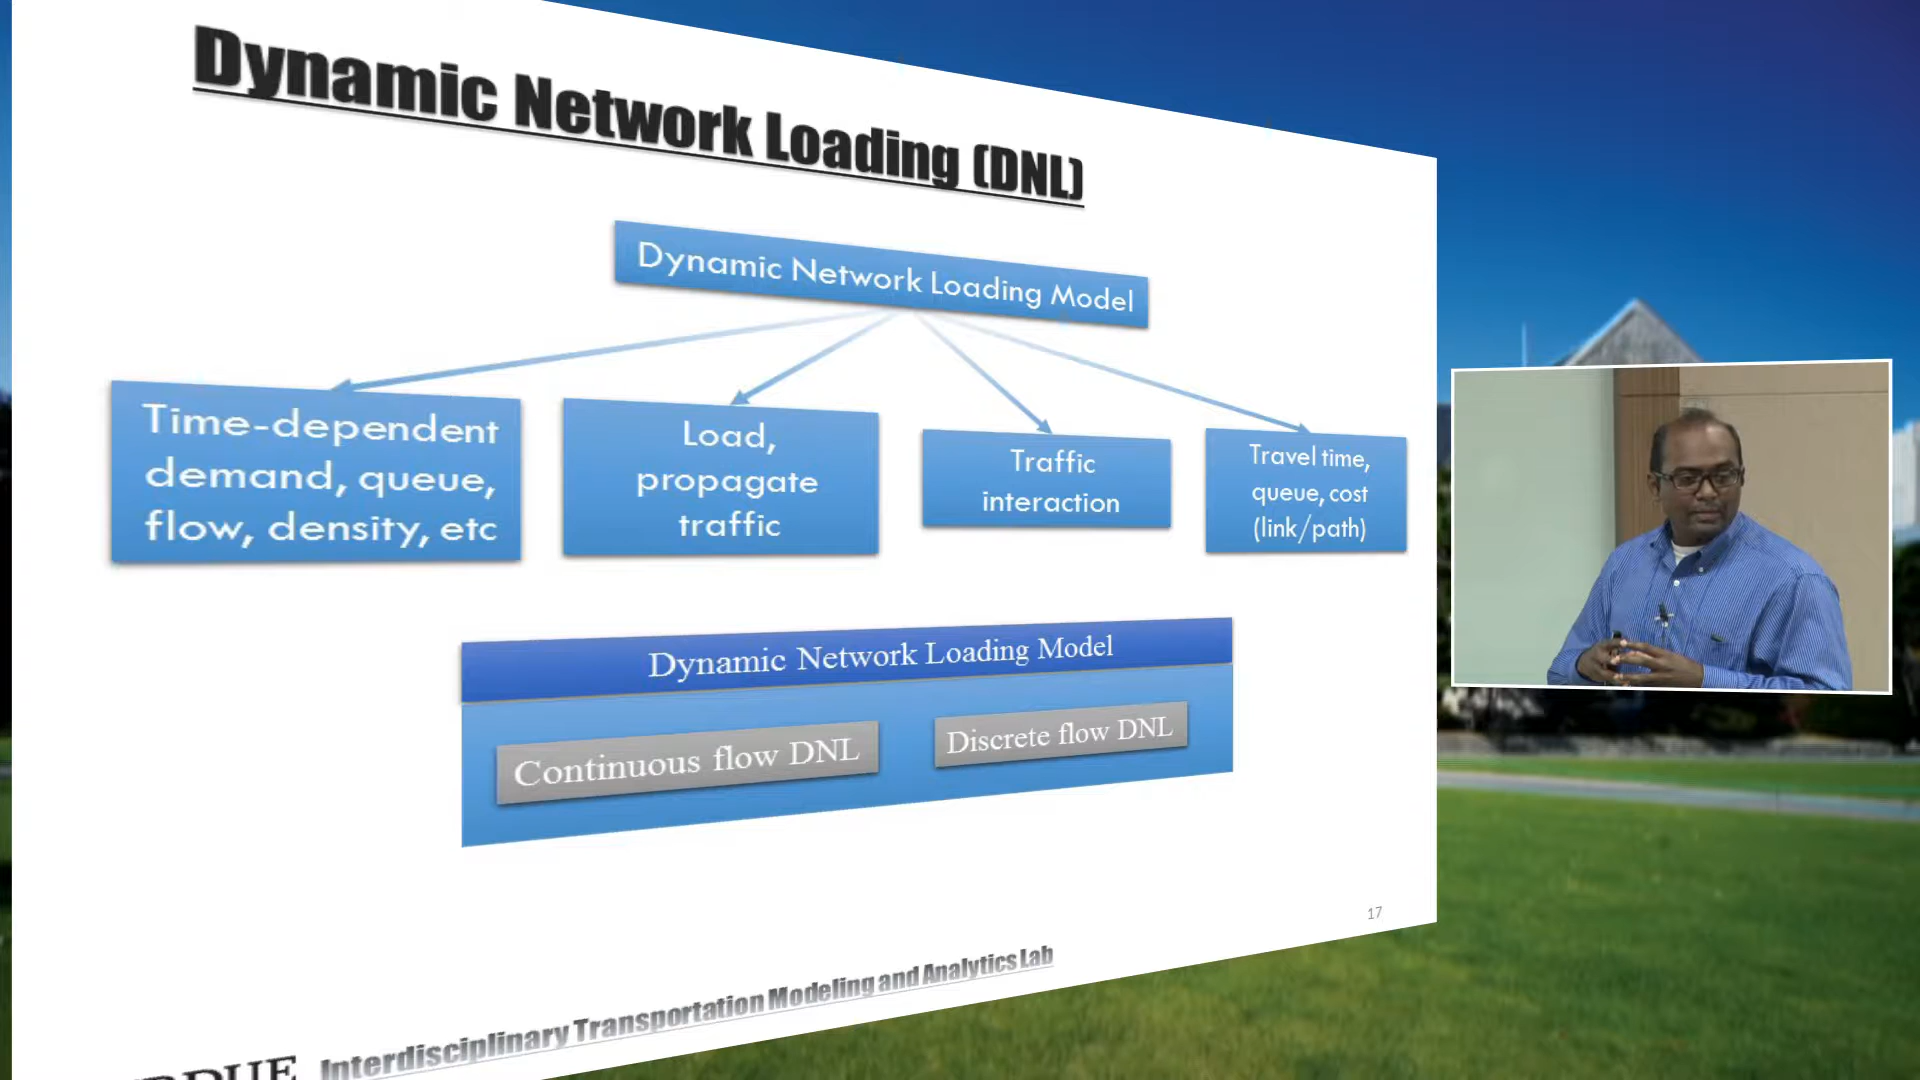 Dynamic Network Loading (DNL)
Dynamic Network Loading Model
Time-dependent
demand, queue,
flow, density, etc
Load,
propagate
traffic
Traffic
interaction
Travel time,
queue, cost
(link/path)
Dynamic Network Loading Model
Continuous flow DNL
Discrete flow DNL
17
Interdisciplinary Transportation Modeling and Analytics Lab